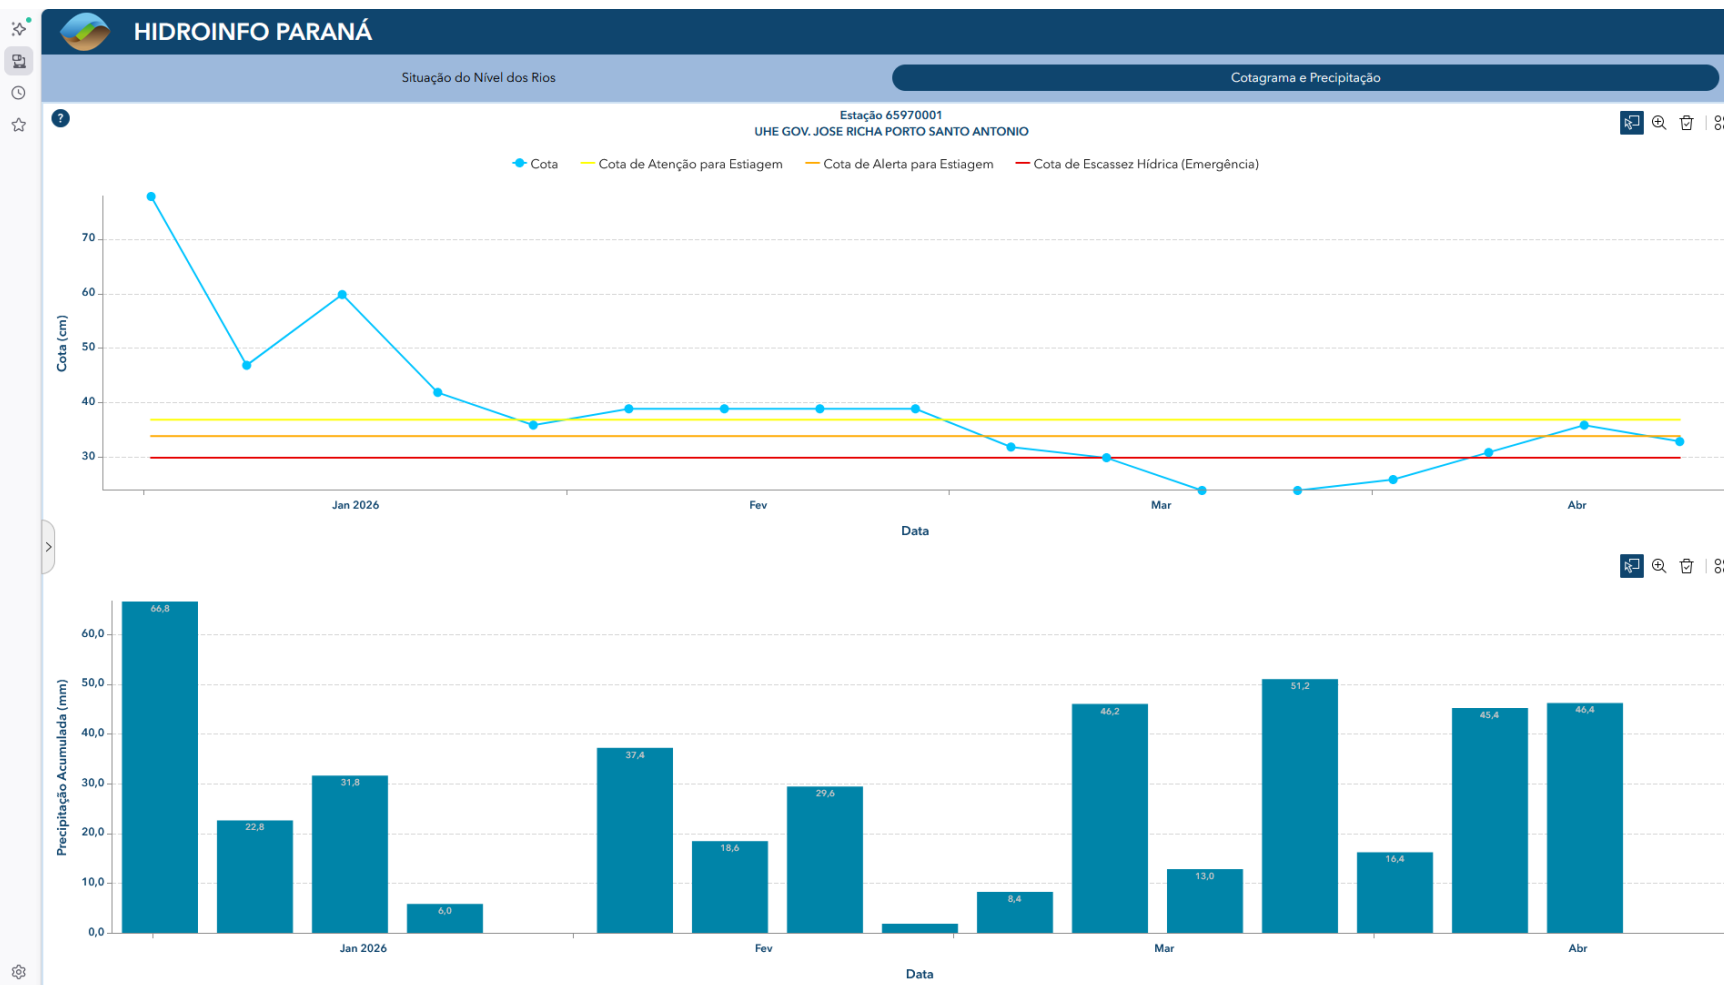 HIDROINFO PARANÁ
Situação do Nível dos Rios
Cotagrama e Precipitação
?
Estação 65970001
UHE GOV. JOSE RICHA PORTO SANTO ANTONIO
Cota
Cota de Atenção para Estiagem
Cota de Alerta para Estiagem
Cota de Escassez Hídrica (Emergência)
Cota (cm)
70
60
50
40
30
Jan 2026
Fev
Mar
Abr
Data
Precipitação Acumulada (mm)
60,0
50,0
40,0
30,0
20,0
10,0
0,0
66,8
22,8
31,8
6,0
37,4
18,6
29,6
8,4
46,2
13,0
51,2
16,4
45,4
46,4
Jan 2026
Fev
Mar
Abr
Data